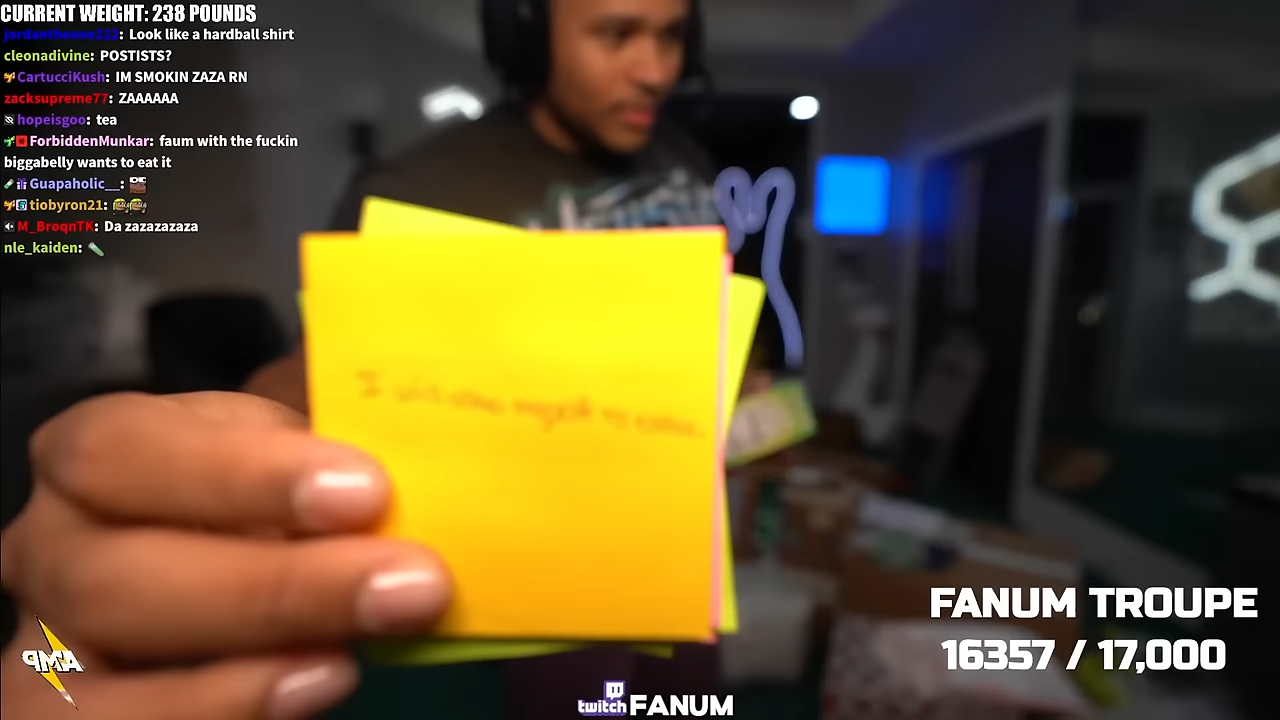 CURRENT WEIGHT: 238 POUNDS
jordantheone222: Look like a hardball shirt
cleonadivine: POSTISTS?
CartucciKush: IM SMOKIN ZAZA RN
zacksupreme77: ZAAAAAA
hopeisgoo: tea
ForbiddenMunkar: faum with the fuckin
biggabelly wants to eat it
Guapaholic__:
tiobyron21:
M_BroqnTK: Da zazazazaza
nle_kaiden:
I
FANUM TROUPE
16357 / 17,000
AMP
twitch FANUM